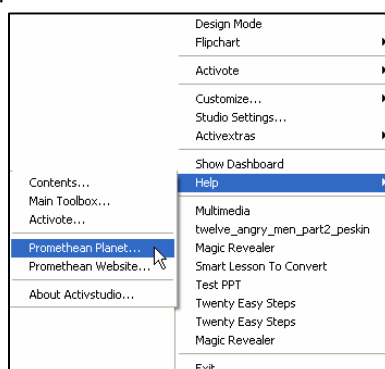 Design Mode
Flipchart
Activote
Customize...
Studio Settings...
Activextras
Show Dashboard
Help
Contents...
Main Toolbox...
Activote...
Promethean Planet...
Promethean Website...
About Activstudio...
Multimedia
twelve_angry_men_part2_peskin
Magic Revealer
Smart Lesson To Convert
Test PPT
Twenty Easy Steps
Twenty Easy Steps
Magic Revealer
Exit